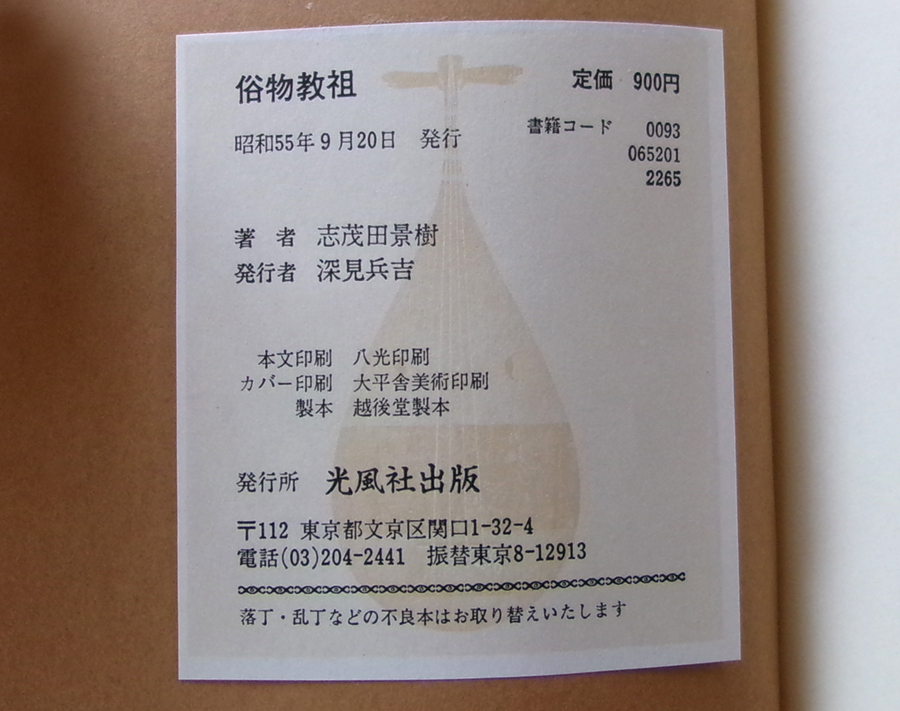 俗物教祖
定価 900円
昭和55年9月20日 発行
書籍コード 0093
065201
2265
著 者 志茂田景樹
発行者 深見兵吉
本文印刷 八光印刷
カバー印刷 大平舎美術印刷
製本 越後堂製本
発行所 光風社出版
〒112 東京都文京区関口1-32-4
電話(03)204-2441 振替東京8-12913
落丁・乱丁などの不良本はお取り替えいたします